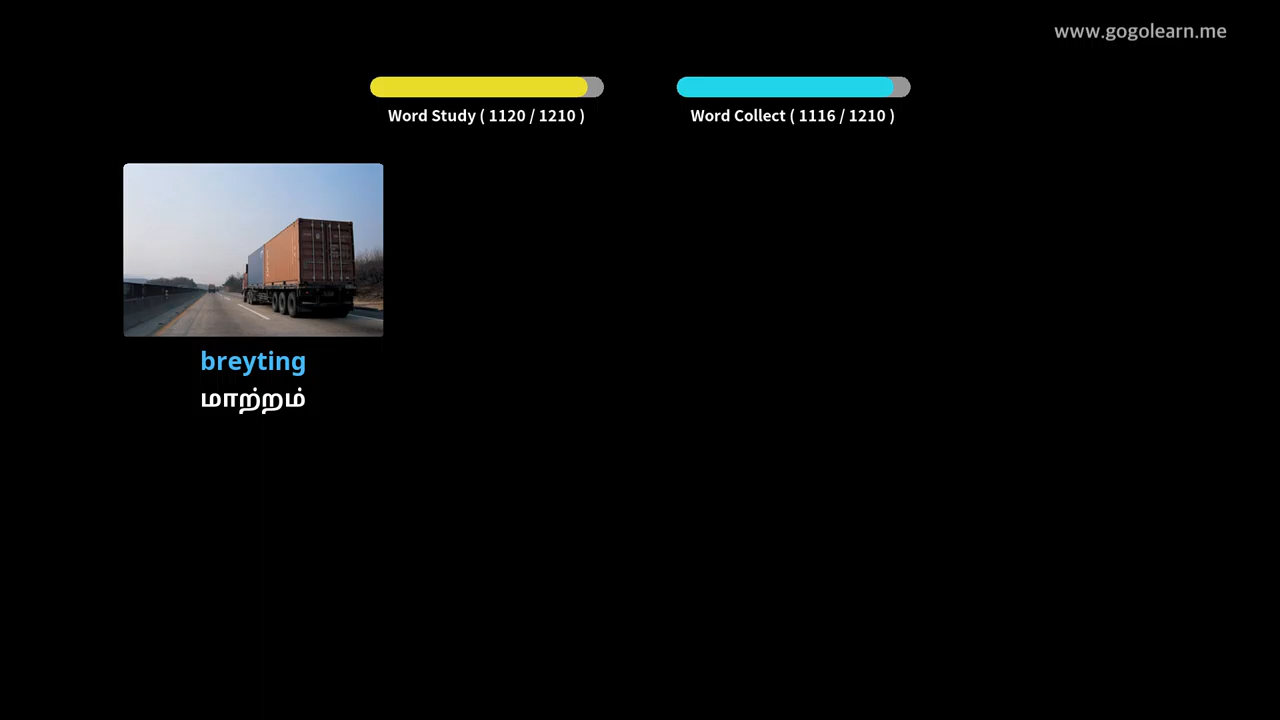 www.gogolearn.me
Word Study ( 1120 / 1210 )
Word Collect ( 1116 / 1210 )
breyting
மாற்றம்